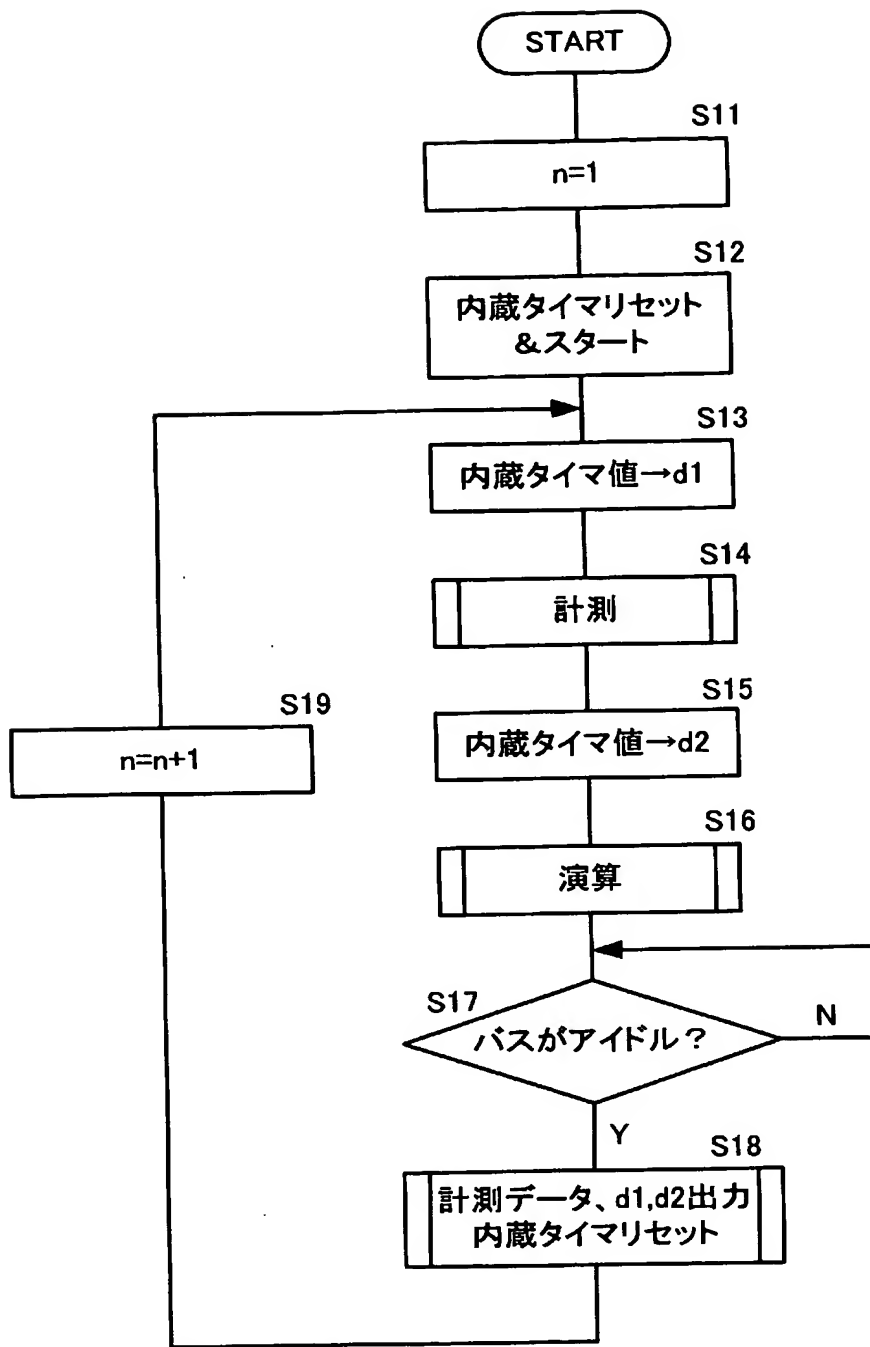 START
S11
n=1
S12
内蔵タイマリセット
&スタート
S13
内蔵タイマ値→d1
S14
計測
S15
内蔵タイマ値→d2
S19
n=n+1
S16
演算
S17
バスがアイドル？
N
Y
S18
計測データ、d1,d2出力
内蔵タイマリセット